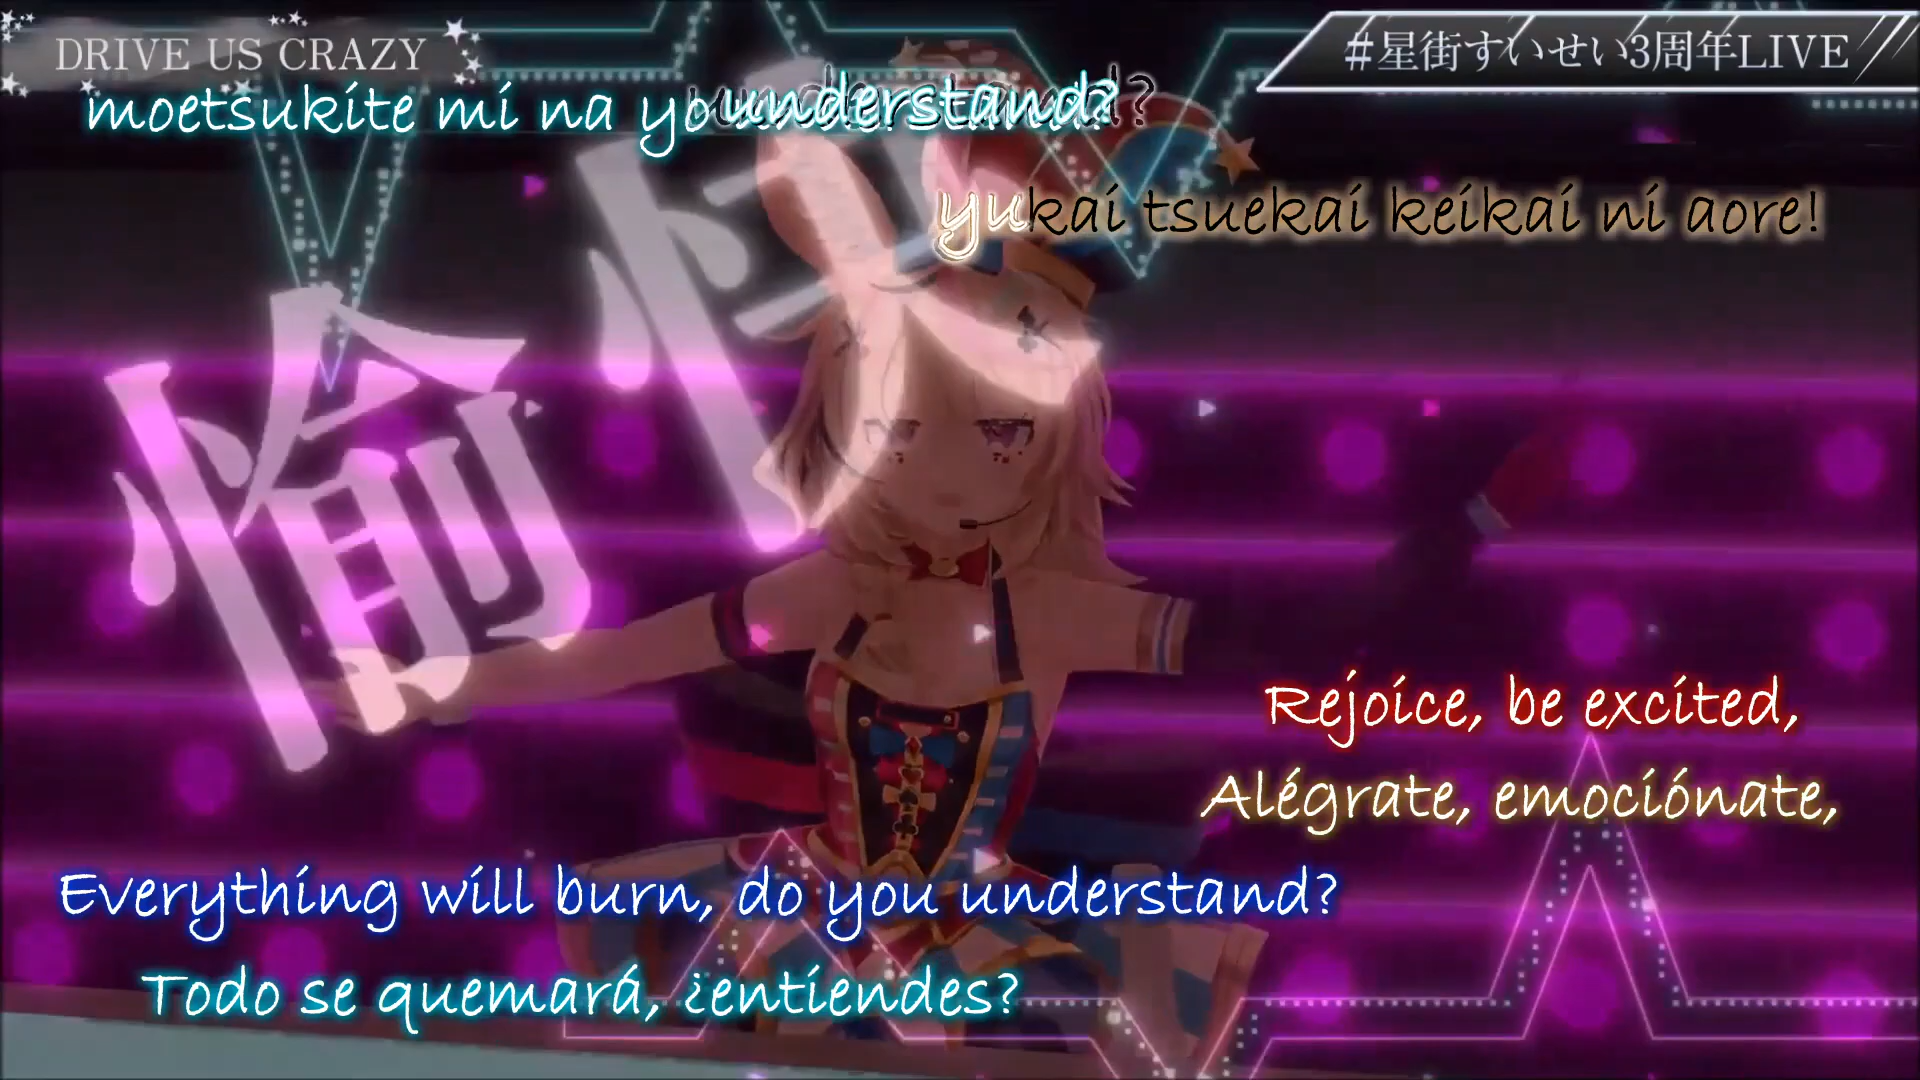 DRIVE US CRAZY
#星街すいせい3周年LIVE
moetsukite mi na you understand?
yukai tsuekai keikai ni aore!
愉快
Rejoice, be excited,
Alégrate, emociónate,
Everything will burn, do you understand?
Todo se quemará, ¿entiendes?